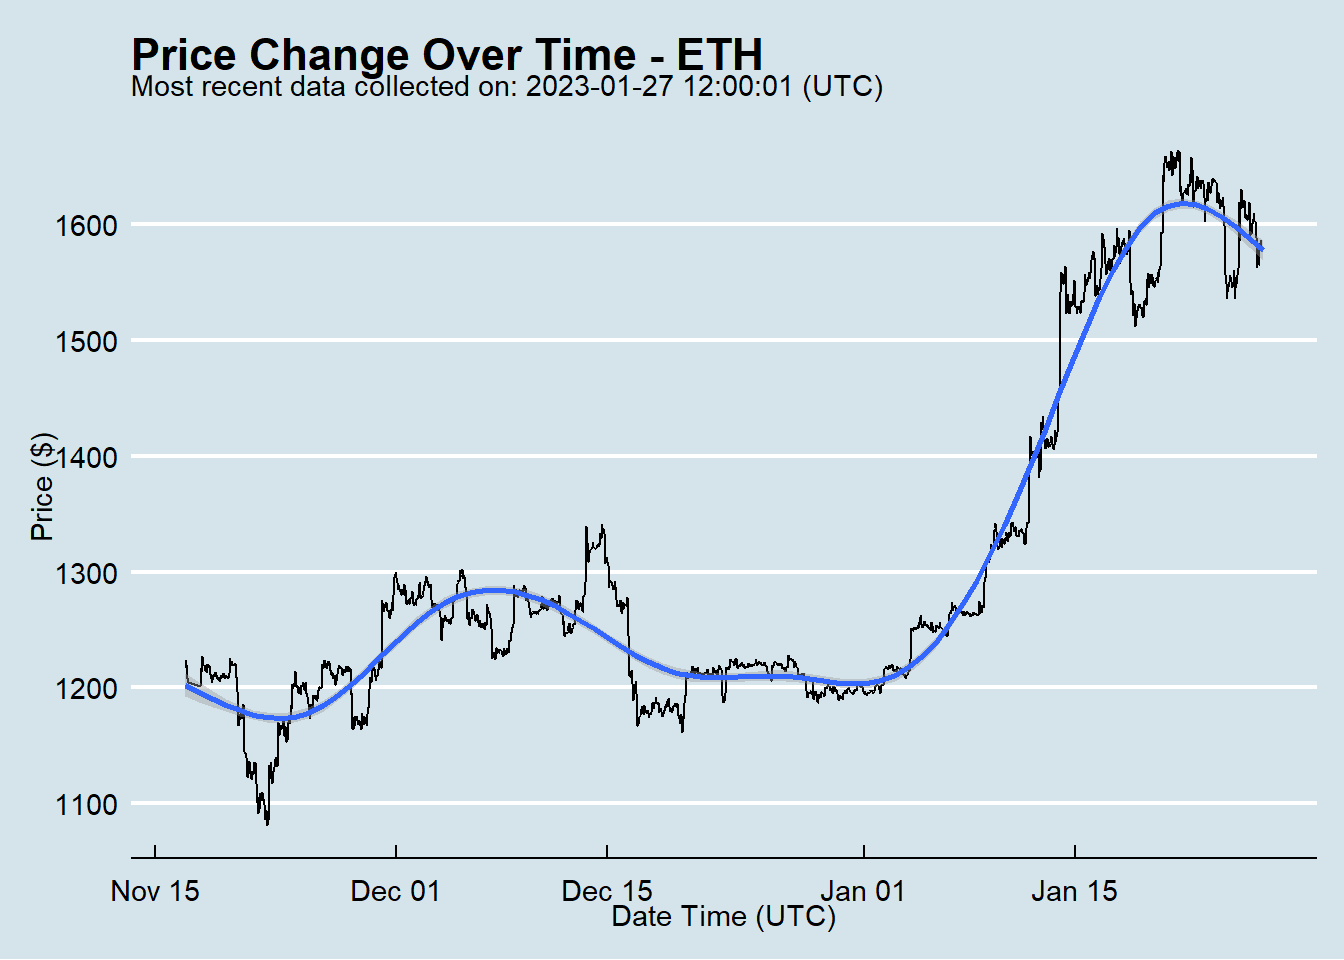 Price Change Over Time - ETH
Most recent data collected on: 2023-01-27 12:00:01 (UTC)
1600
1500
1400
1300
1200
1100
Price ($)
Nov 15
Dec 01
Dec 15
Jan 01
Jan 15
Date Time (UTC)